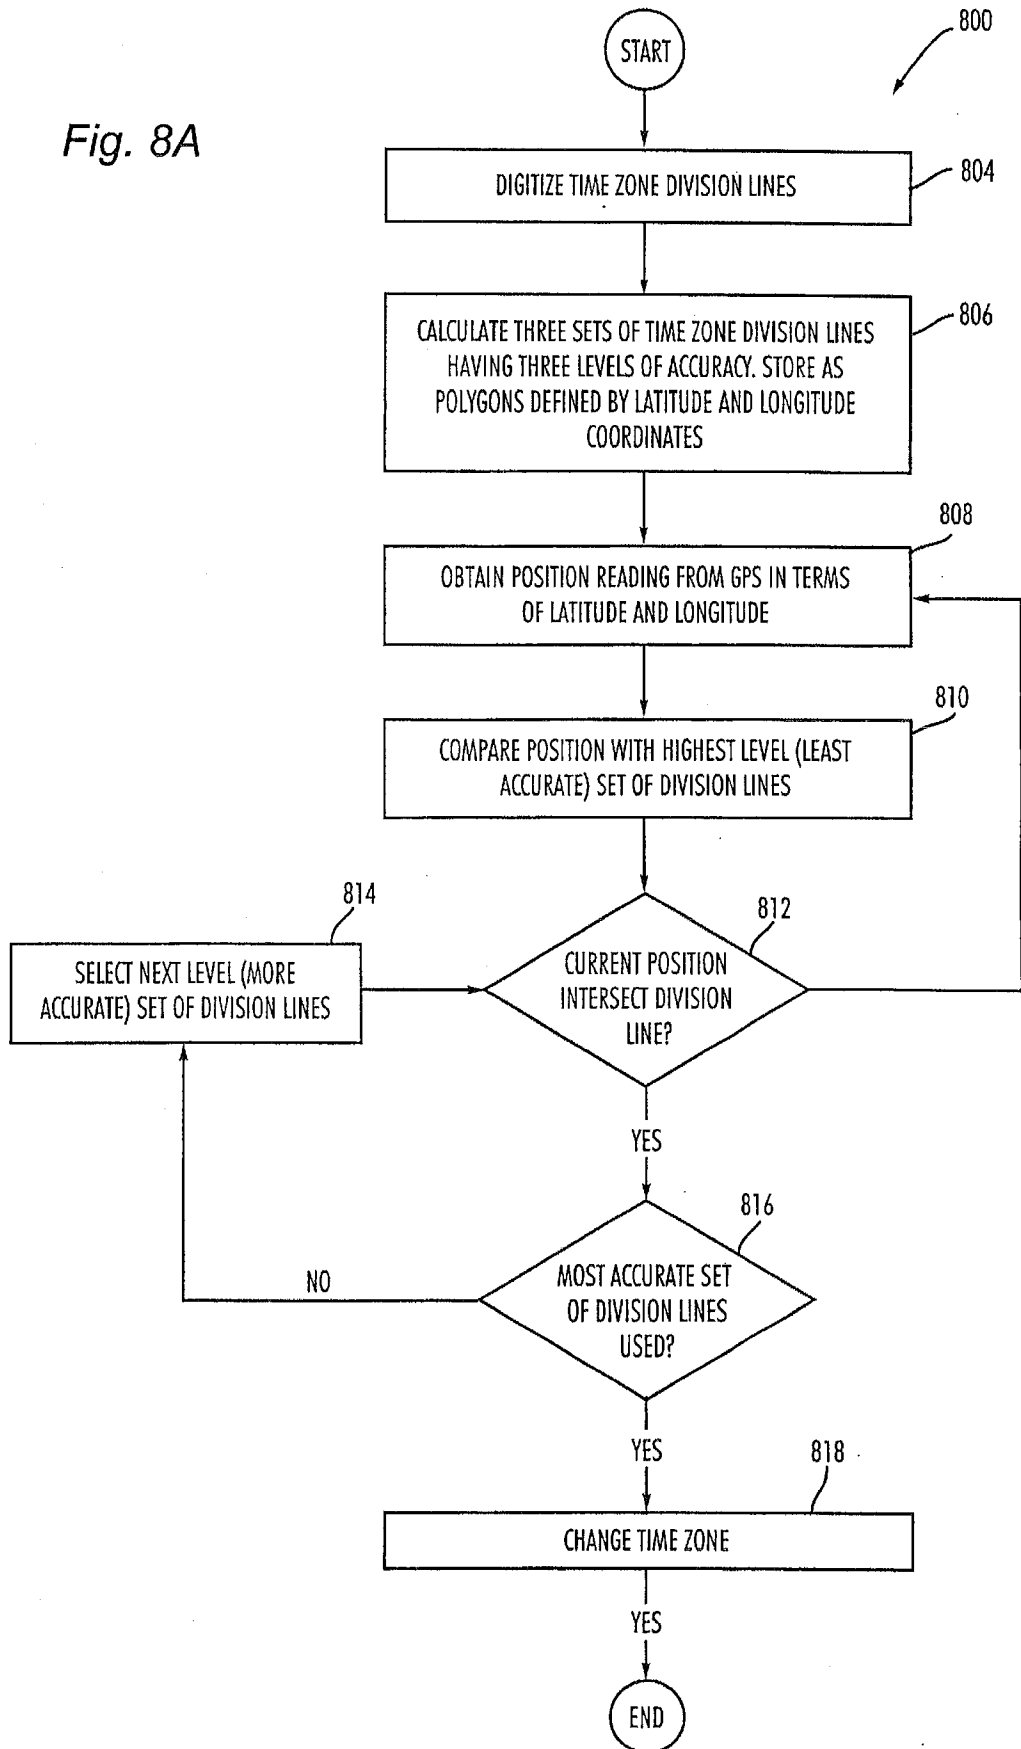 800
START
Fig. 8A
DIGITIZE TIME ZONE DIVISION LINES
804
CALCULATE THREE SETS OF TIME ZONE DIVISION LINES
HAVING THREE LEVELS OF ACCURACY. STORE AS
POLYGONS DEFINED BY LATITUDE AND LONGITUDE
COORDINATES
806
808
OBTAIN POSITION READING FROM GPS IN TERMS
OF LATITUDE AND LONGITUDE
810
COMPARE POSITION WITH HIGHEST LEVEL (LEAST
ACCURATE) SET OF DIVISION LINES
814
SELECT NEXT LEVEL (MORE
ACCURATE) SET OF DIVISION LINES
812
CURRENT POSITION
INTERSECT DIVISION
LINE?
YES
816
MOST ACCURATE SET
OF DIVISION LINES
USED?
NO
YES
818
CHANGE TIME ZONE
YES
END